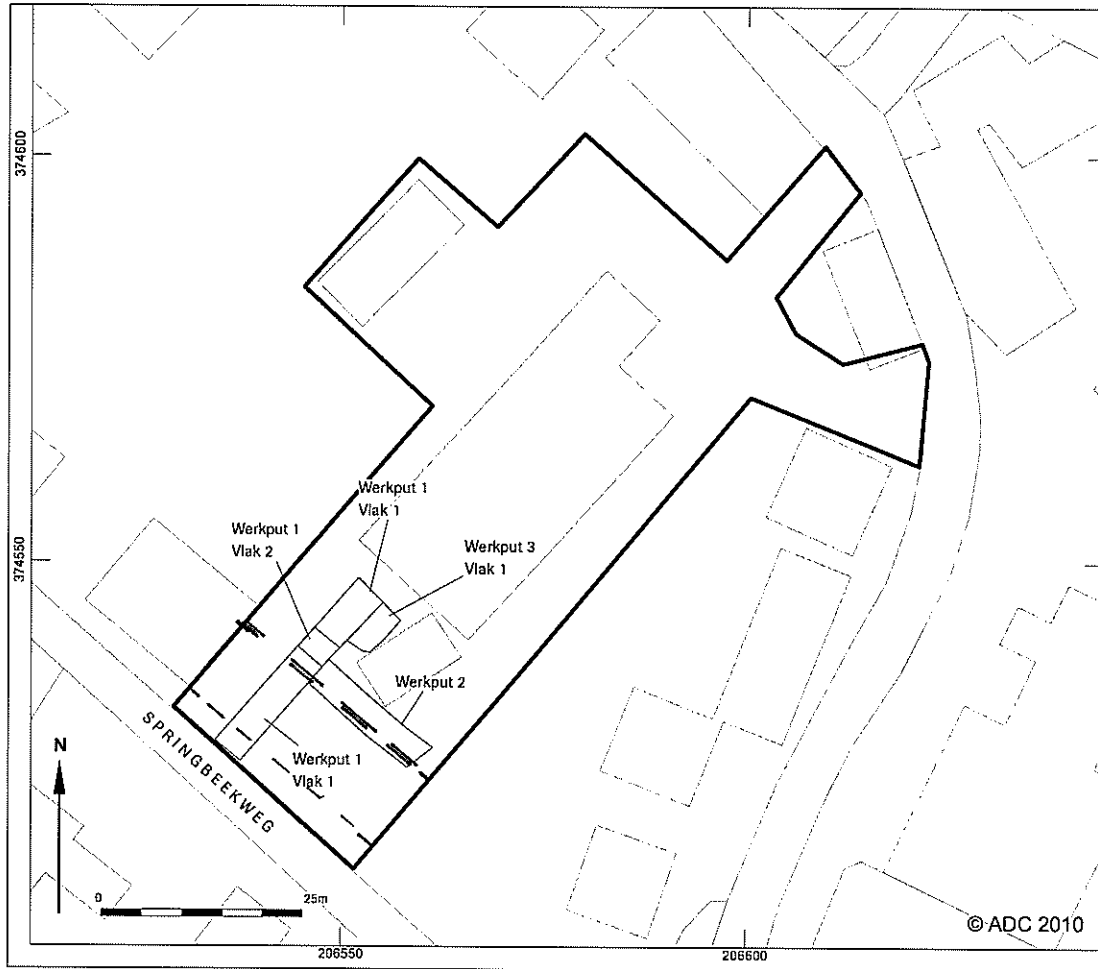 374600
374550
Werkput 1
Vlak 1
Werkput 1
Vlak 2
Werkput 3
Vlak 1
Werkput 2
Werkput 1
Vlak 1
SPRINGBEEKWEG
N
0
25m
© ADC 2010
206550
206600